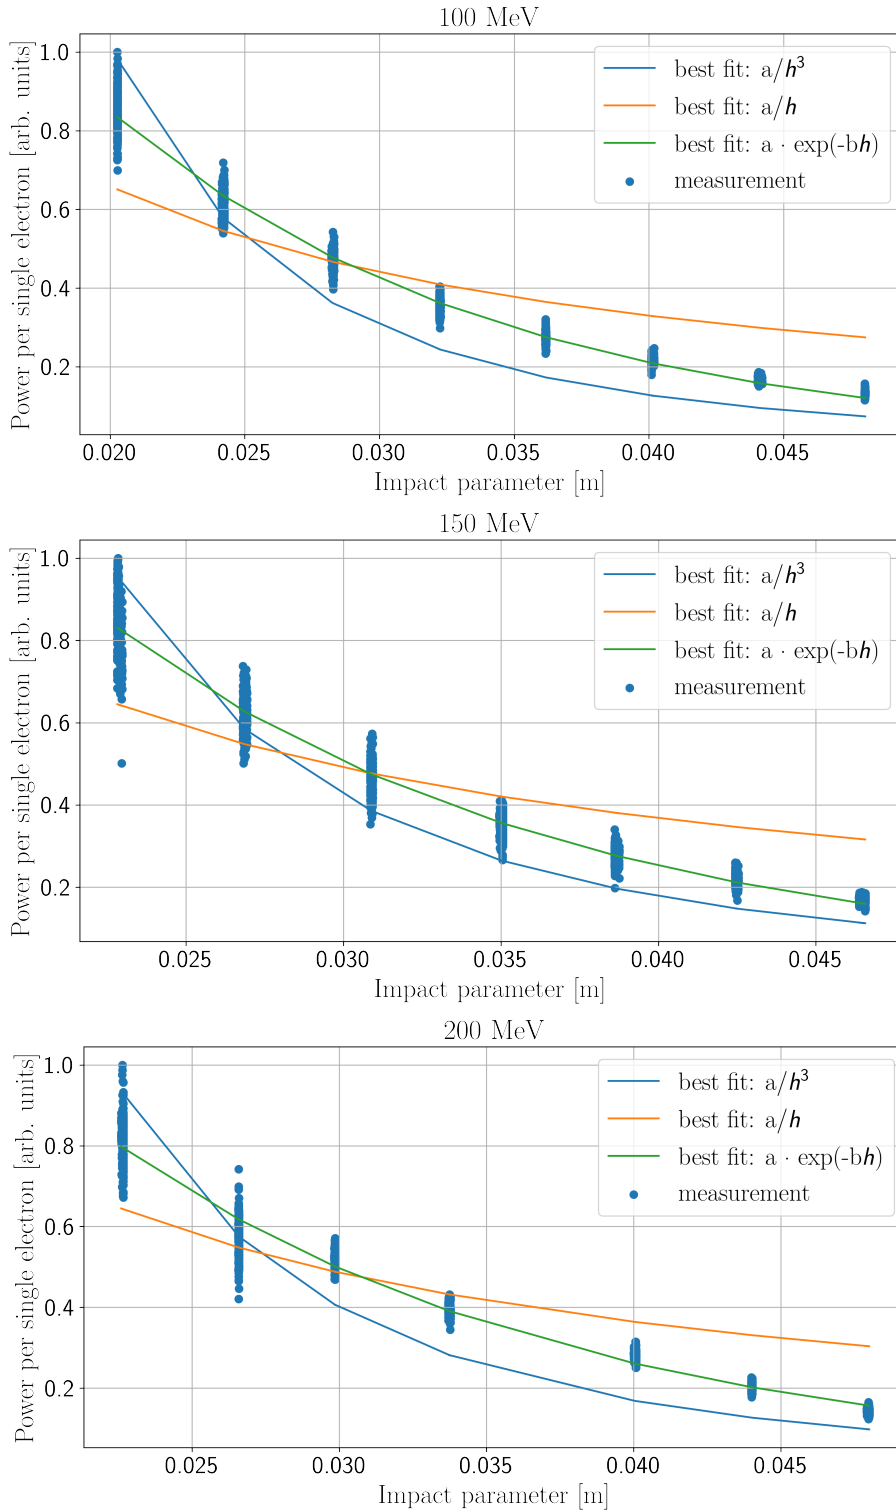 100 MeV
Power per single electron [arb. units]
1.0
0.8
0.6
0.4
0.2
best fit: a/h³
best fit: a/h
best fit: a · exp(-bh)
measurement
0.020 0.025 0.030 0.035 0.040 0.045
Impact parameter [m]
150 MeV
Power per single electron [arb. units]
1.0
0.8
0.6
0.4
0.2
best fit: a/h³
best fit: a/h
best fit: a · exp(-bh)
measurement
0.025 0.030 0.035 0.040 0.045
Impact parameter [m]
200 MeV
Power per single electron [arb. units]
1.0
0.8
0.6
0.4
0.2
best fit: a/h³
best fit: a/h
best fit: a · exp(-bh)
measurement
0.025 0.030 0.035 0.040 0.045
Impact parameter [m]